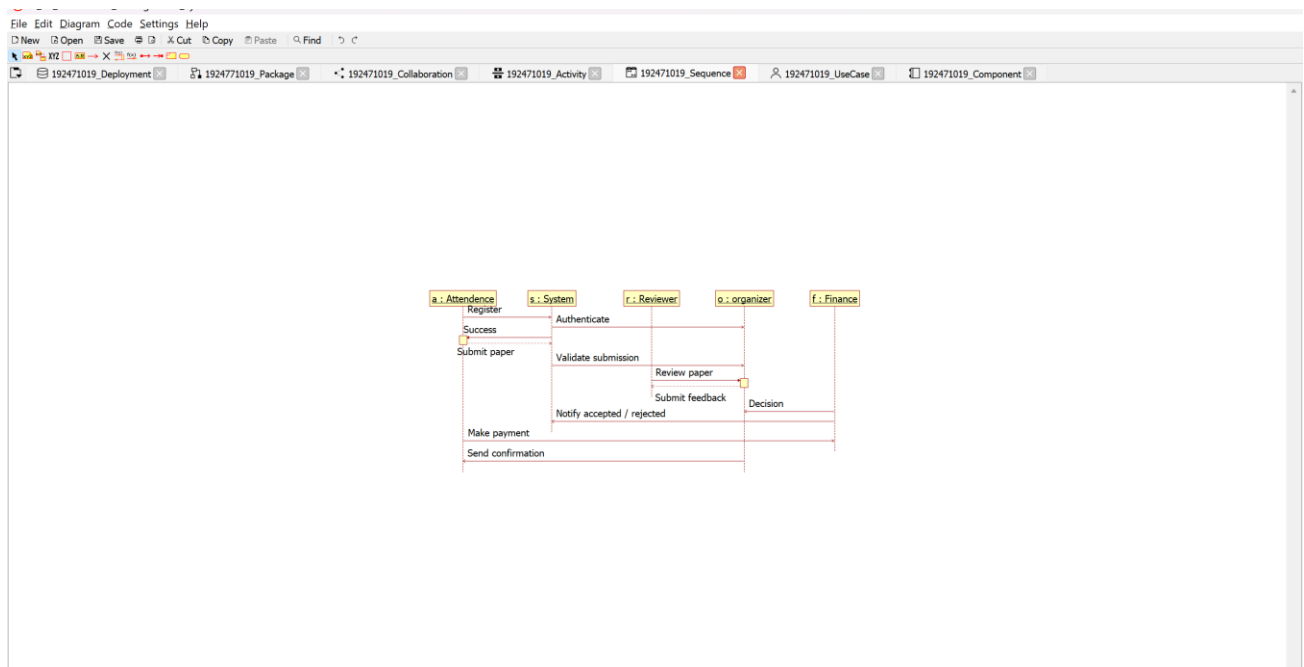 File Edit Diagram Code Settings Help
New Open Save Cut Copy Paste Find
192471019_Deployment 1924771019_Package 192471019_Collaboration 192471019_Activity 192471019_Sequence 192471019_UseCase 192471019_Component
a : Attendence s : System r : Reviewer o : organizer f : Finance
Register
Authenticate
Success
Submit paper
Validate submission
Review paper
Submit feedback
Decision
Notify accepted / rejected
Make payment
Send confirmation